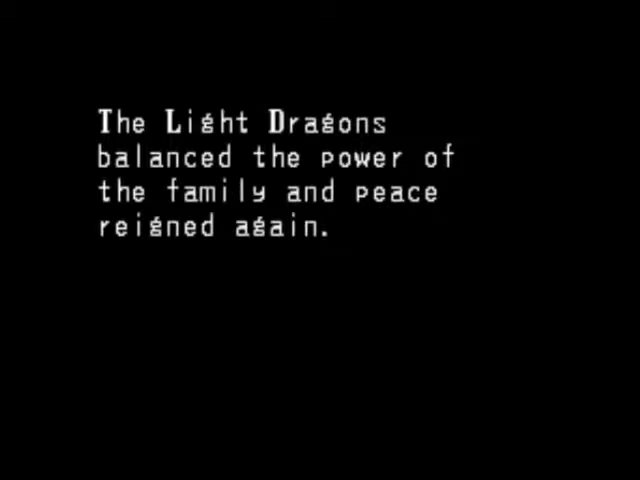 The Light Dragons
balanced the power of
the family and peace
reigned again.